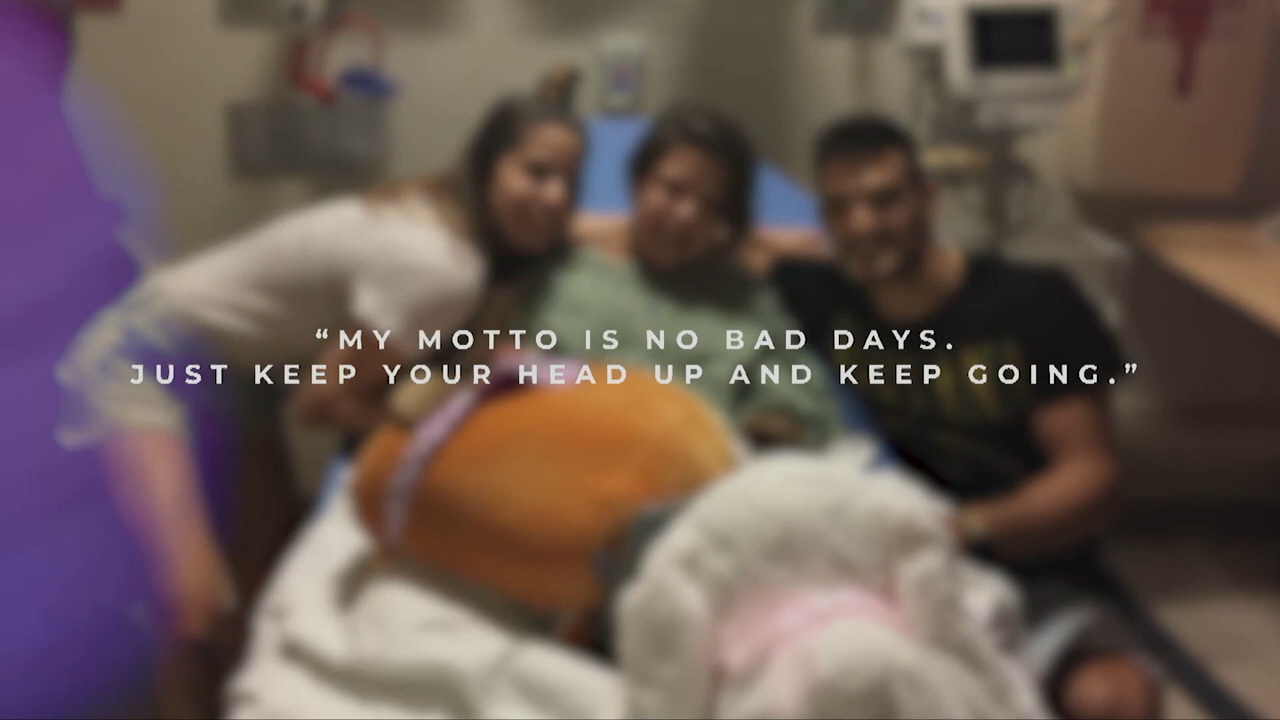 “MY MOTTO IS NO BAD DAYS.
JUST KEEP YOUR HEAD UP AND KEEP GOING.”